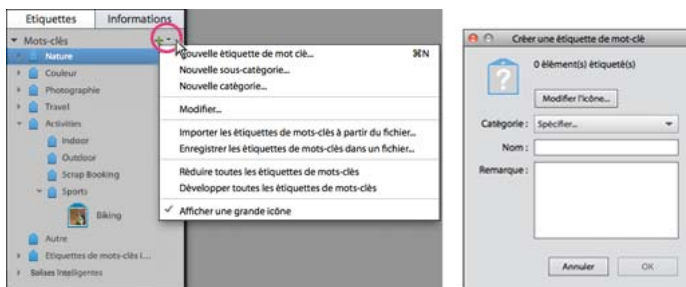 Etiquettes
Informations
Mots-clés
Nature
Couleur
Photographie
Travel
Activities
Indoor
Outdoor
Scrap Booking
Sports
Biking
Autre
Etiquettes de mots-clés I...
Balises Intelligentes
Nouvelle étiquette de mot clé... ⌘N
Nouvelle sous-catégorie...
Nouvelle catégorie...
Modifier...
Importer les étiquettes de mots-clés à partir du fichier...
Enregistrer les étiquettes de mots-clés dans un fichier...
Réduire toutes les étiquettes de mots-clés
Développer toutes les étiquettes de mots-clés
Afficher une grande icône
Créer une étiquette de mot-clé
0 élément(s) étiqueté(s)
Modifier l'icône...
Catégorie : Spécifier...
Nom :
Remarque :
Annuler
OK